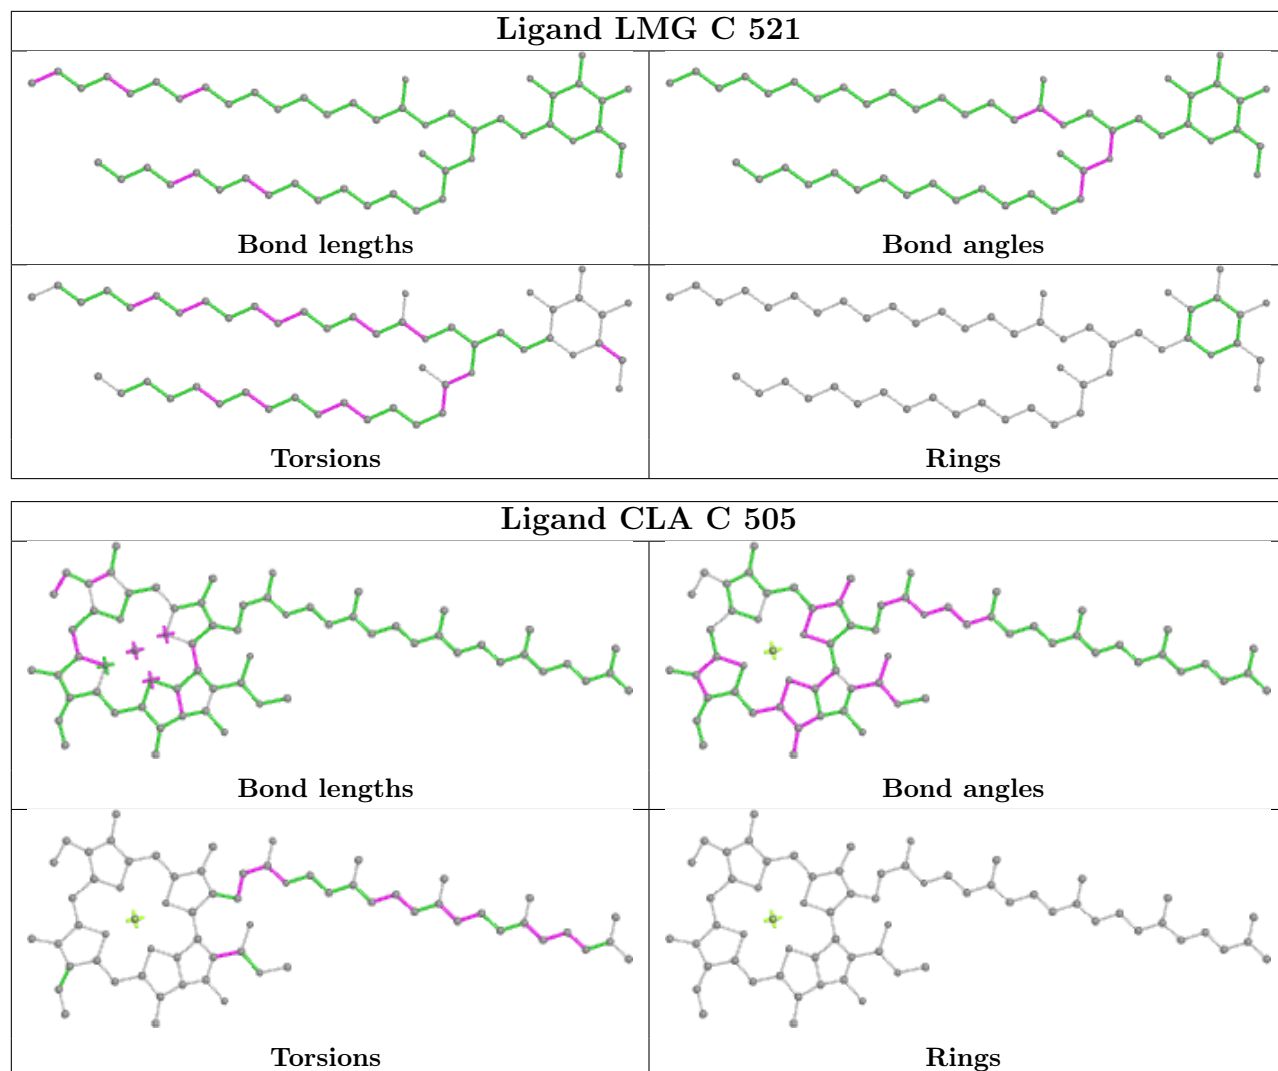 Ligand LMG C 521
Bond lengths
Bond angles
Torsions
Rings
Ligand CLA C 505
Bond lengths
Bond angles
Torsions
Rings